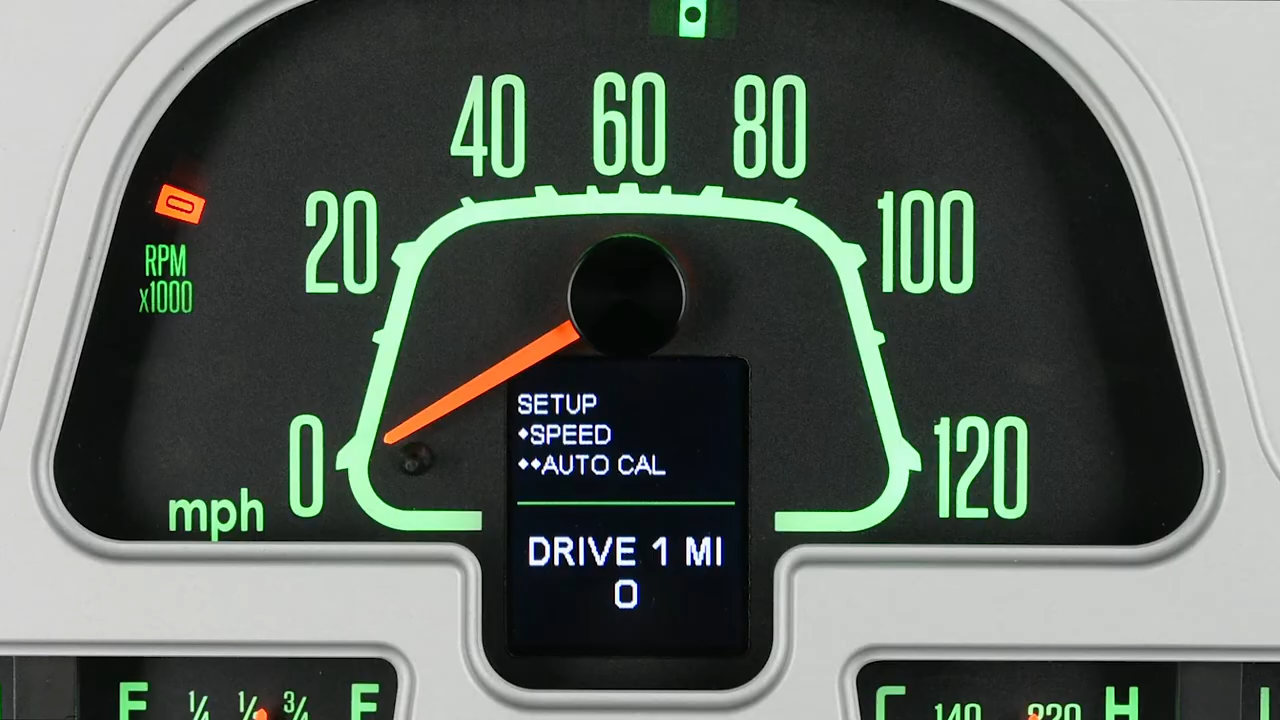 40 60 80
20 100
RPM
x1000
0 120
mph
SETUP
•SPEED
••AUTO CAL
DRIVE 1 MI
0
E ¼ ½ ¾ F
C 140 220 H